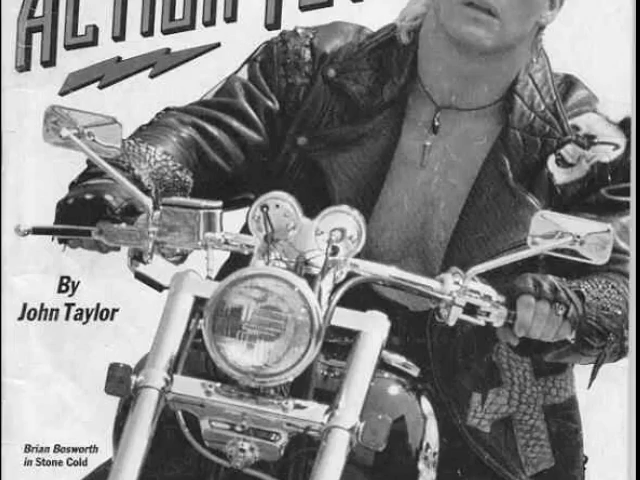 ACTION
By
John Taylor
Brian Bosworth
in Stone Cold